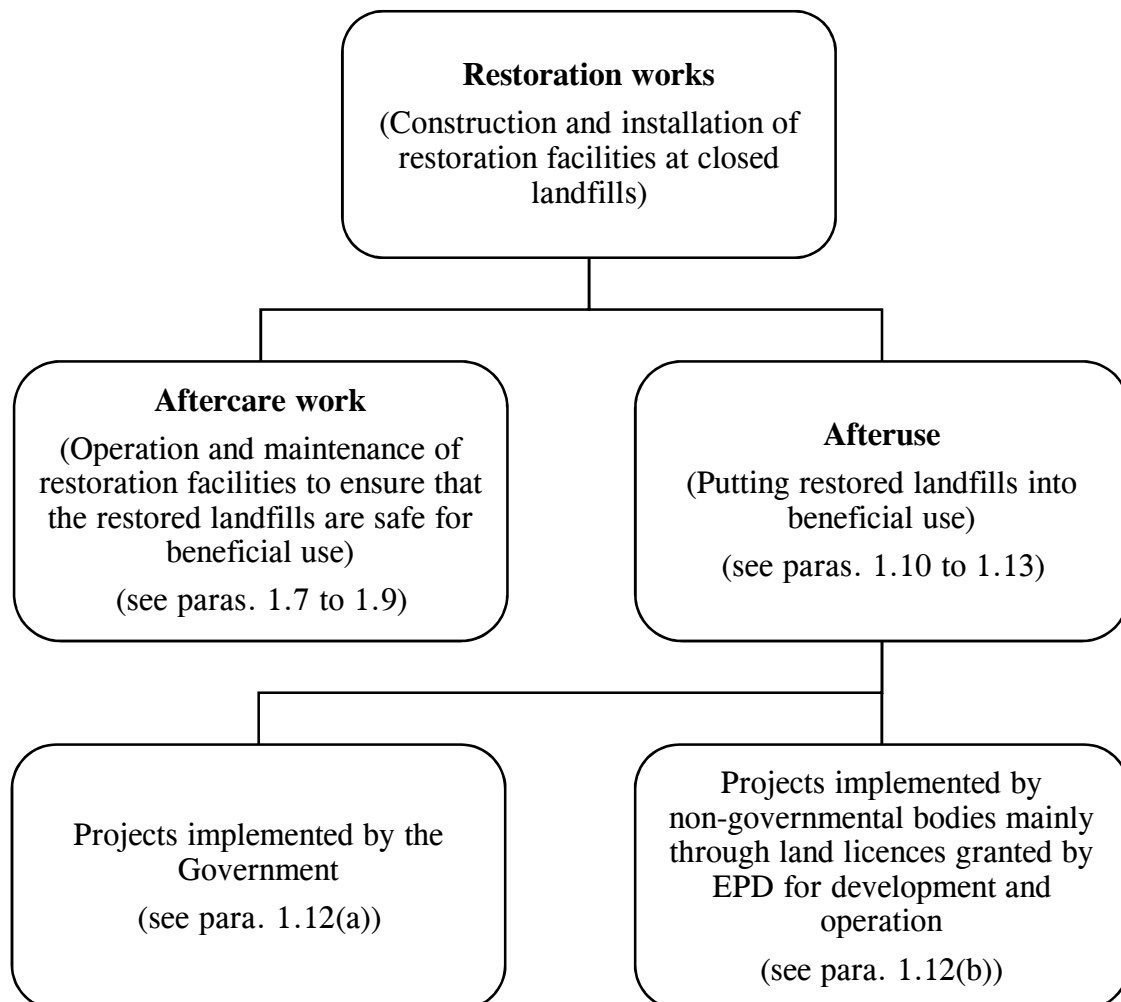 Restoration works
(Construction and installation of
restoration facilities at closed
landfills)
Aftercare work
(Operation and maintenance of
restoration facilities to ensure that
the restored landfills are safe for
beneficial use)
(see paras. 1.7 to 1.9)
Afteruse
(Putting restored landfills into
beneficial use)
(see paras. 1.10 to 1.13)
Projects implemented by the
Government
(see para. 1.12(a))
Projects implemented by
non-governmental bodies mainly
through land licences granted by
EPD for development and
operation
(see para. 1.12(b))